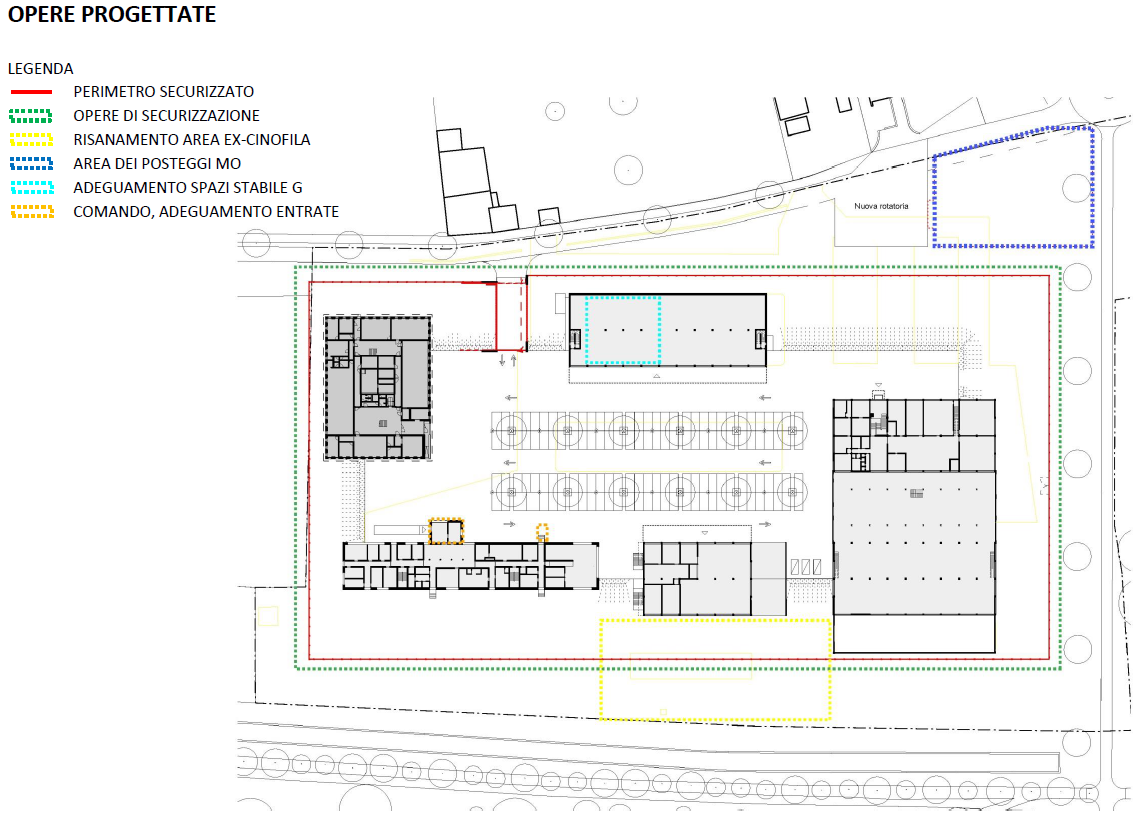 OPERE PROGETTATE
LEGENDA
PERIMETRO SECURIZZATO
OPERE DI SECURIZZAZIONE
RISANAMENTO AREA EX-CINOFILA
AREA DEI POSTEGGI MO
ADEGUAMENTO SPAZI STABILE G
COMANDO, ADEGUAMENTO ENTRATE
Nuova rotatoria